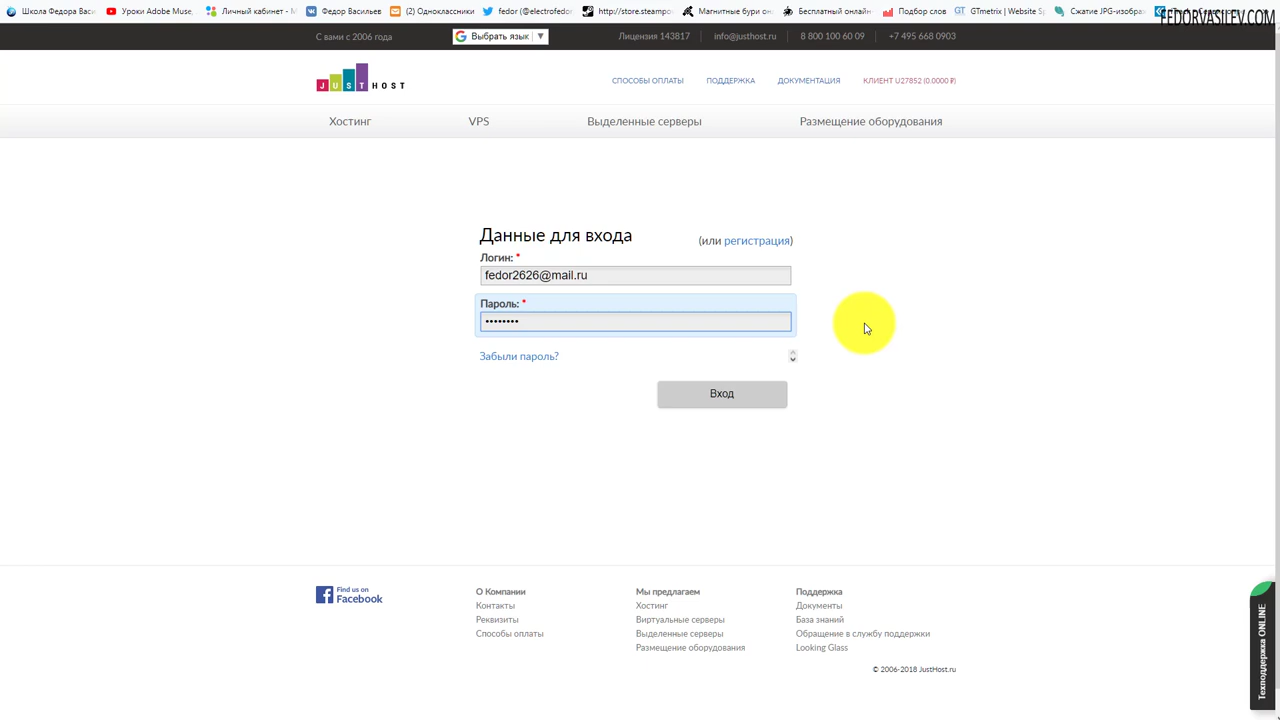 Школа Федора Васи
Уроки Adobe Muse,
Личный кабинет - М
Федор Васильев
(2) Одноклассники
fedor (@electrofedor
http://store.steampo
Магнитные бури он
Бесплатный онлайн-
Подбор слов
GTmetrix | Website Sp
Сжатие JPG-изобра
FEDORVASILEV.COM
С вами с 2006 года
Выбрать язык
Лицензия 143817
info@justhost.ru
8 800 100 60 09
+7 495 668 0903
JUST HOST
СПОСОБЫ ОПЛАТЫ
ПОДДЕРЖКА
ДОКУМЕНТАЦИЯ
КЛИЕНТ U27852 (0.0000 ₽)
Хостинг
VPS
Выделенные серверы
Размещение оборудования
Данные для входа
(или регистрация)
Логин: *
fedor2626@mail.ru
Пароль: *
••••••••
Забыли пароль?
Вход
Find us on
Facebook
О Компании
Контакты
Реквизиты
Способы оплаты
Мы предлагаем
Хостинг
Виртуальные серверы
Выделенные серверы
Размещение оборудования
Поддержка
Документы
База знаний
Обращение в службу поддержки
Looking Glass
© 2006-2018 JustHost.ru
Техподдержка ONLINE